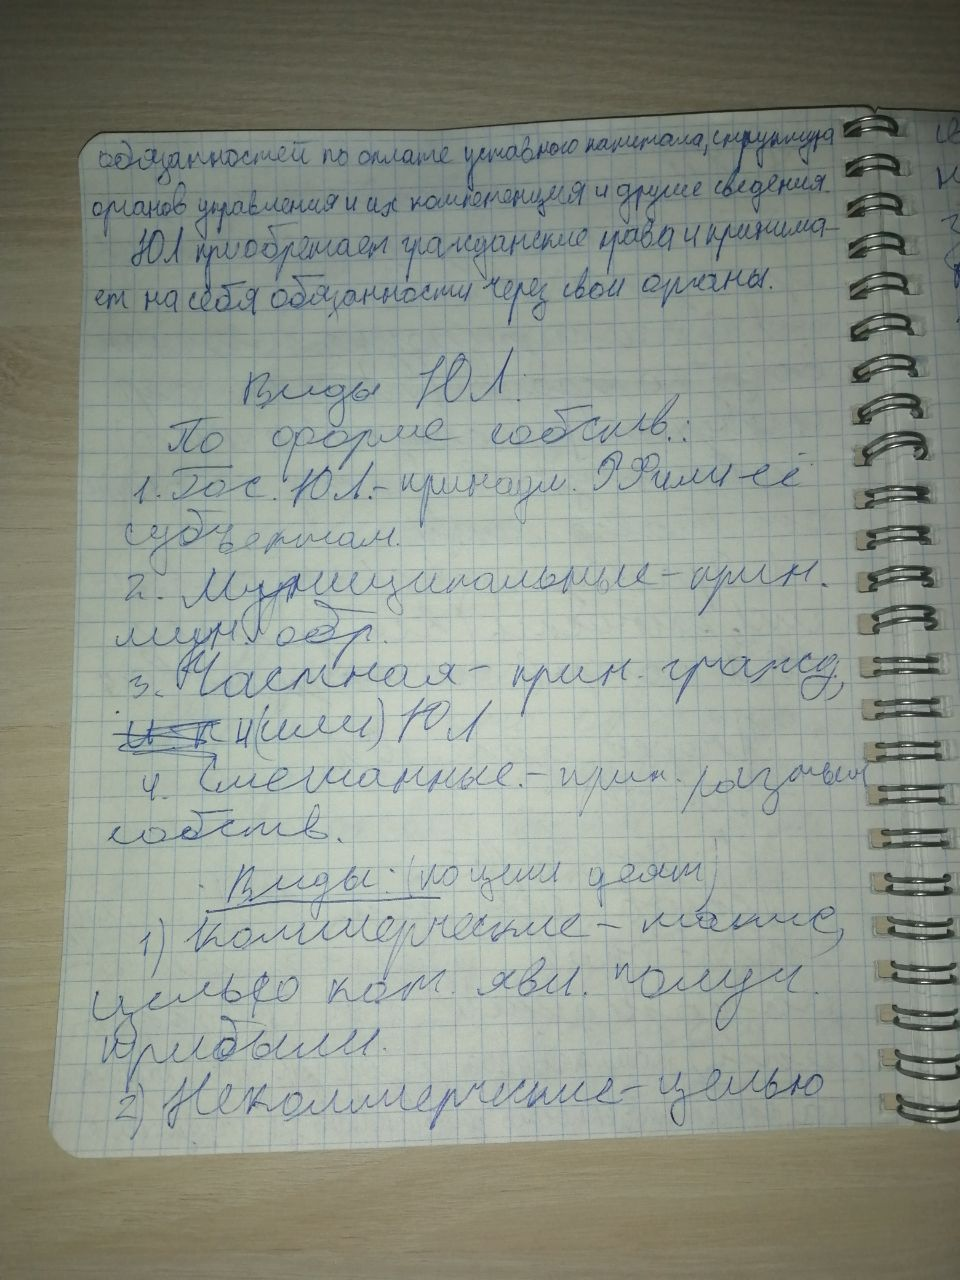 обязанностей по оплате уставного капитала, структура
органов управления и их компетенция и другие сведения.
ЮЛ приобретает гражданские права и принима-
ет на себя обязанности через свои органы.
Виды ЮЛ:
По форме собств.:
1. Гос. ЮЛ. - принадл. РФ или её
субъектам.
2. Муниципальные - прин.
мун. обр.
3. Частная - прин. гражд,
и (или) ЮЛ
4. Смешанные. - прин. разным
собств.
Виды: (по цели деят)
1) Коммерческие - такие,
целью кот. явл. получ.
прибыли.
2) Некоммерческие - целью